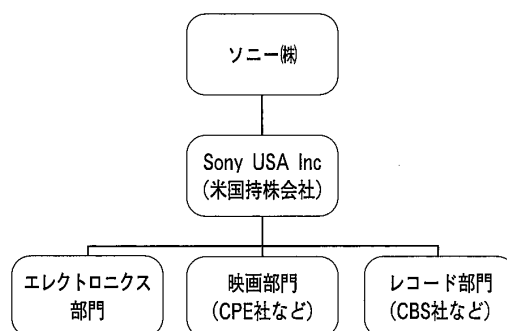 ソニー㈱
Sony USA Inc
(米国持株会社)
エレクトロニクス
部門
映画部門
(CPE社など)
レコード部門
(CBS社など)